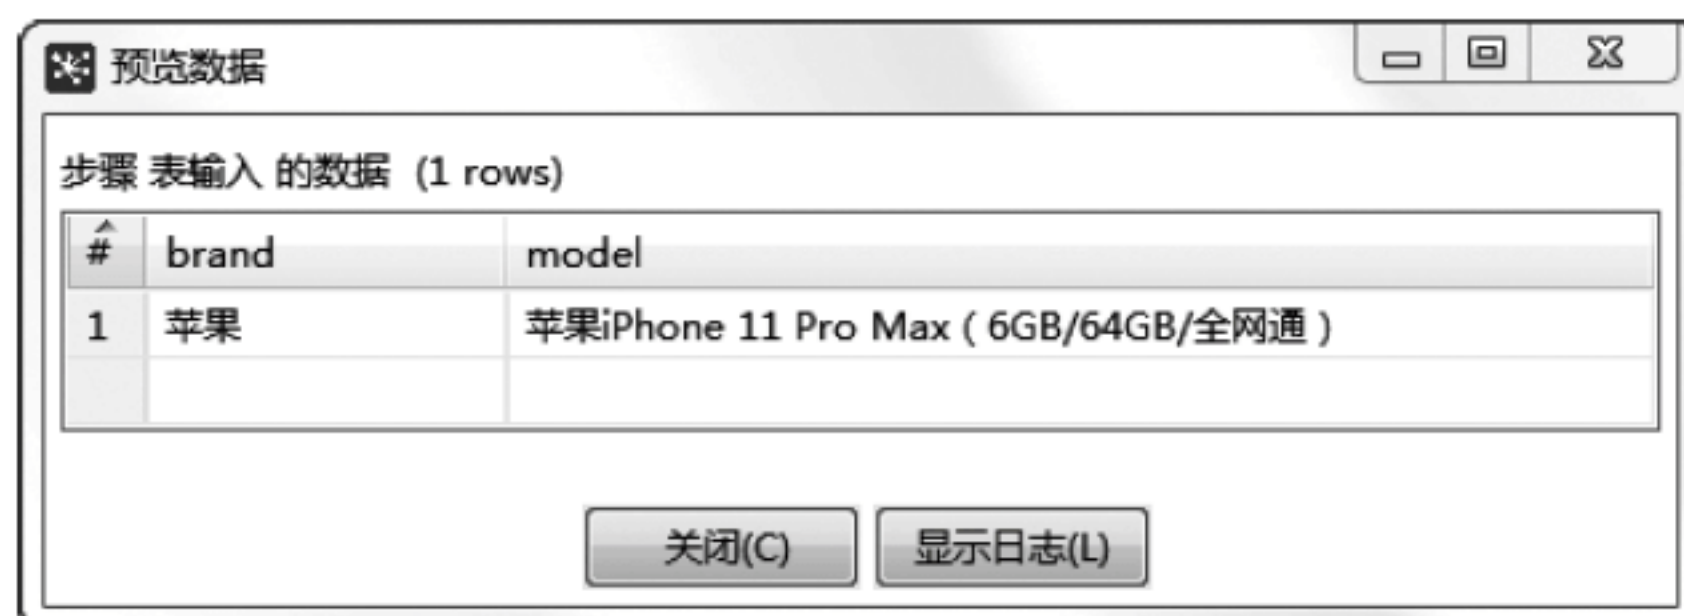 预览数据
步骤 表输入 的数据 (1 rows)
# brand model
1 苹果 苹果iPhone 11 Pro Max（6GB/64GB/全网通）
关闭(C) 显示日志(L)